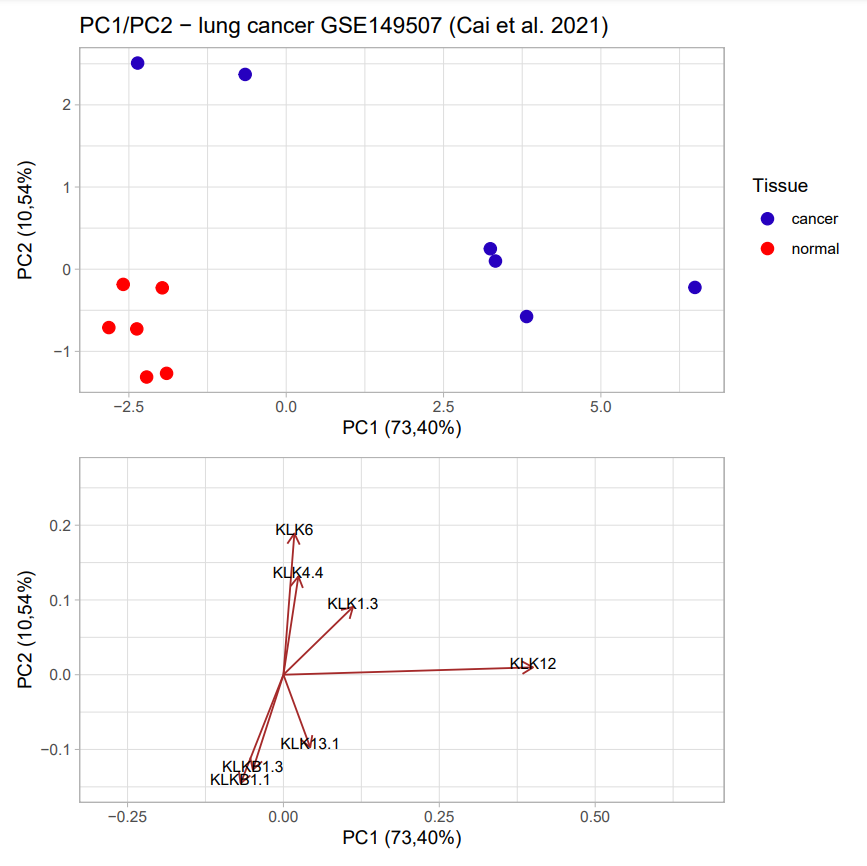 PC1/PC2 − lung cancer GSE149507 (Cai et al. 2021)
2
1
0
−1
PC2 (10,54%)
−2.5 0.0 2.5 5.0
PC1 (73,40%)
Tissue
cancer
normal
0.2
0.1
0.0
−0.1
PC2 (10,54%)
KLK6
KLK4.4
KLK1.3
KLK12
KLK13.1
KLKB1.3
KLKB1.1
−0.25 0.00 0.25 0.50
PC1 (73,40%)